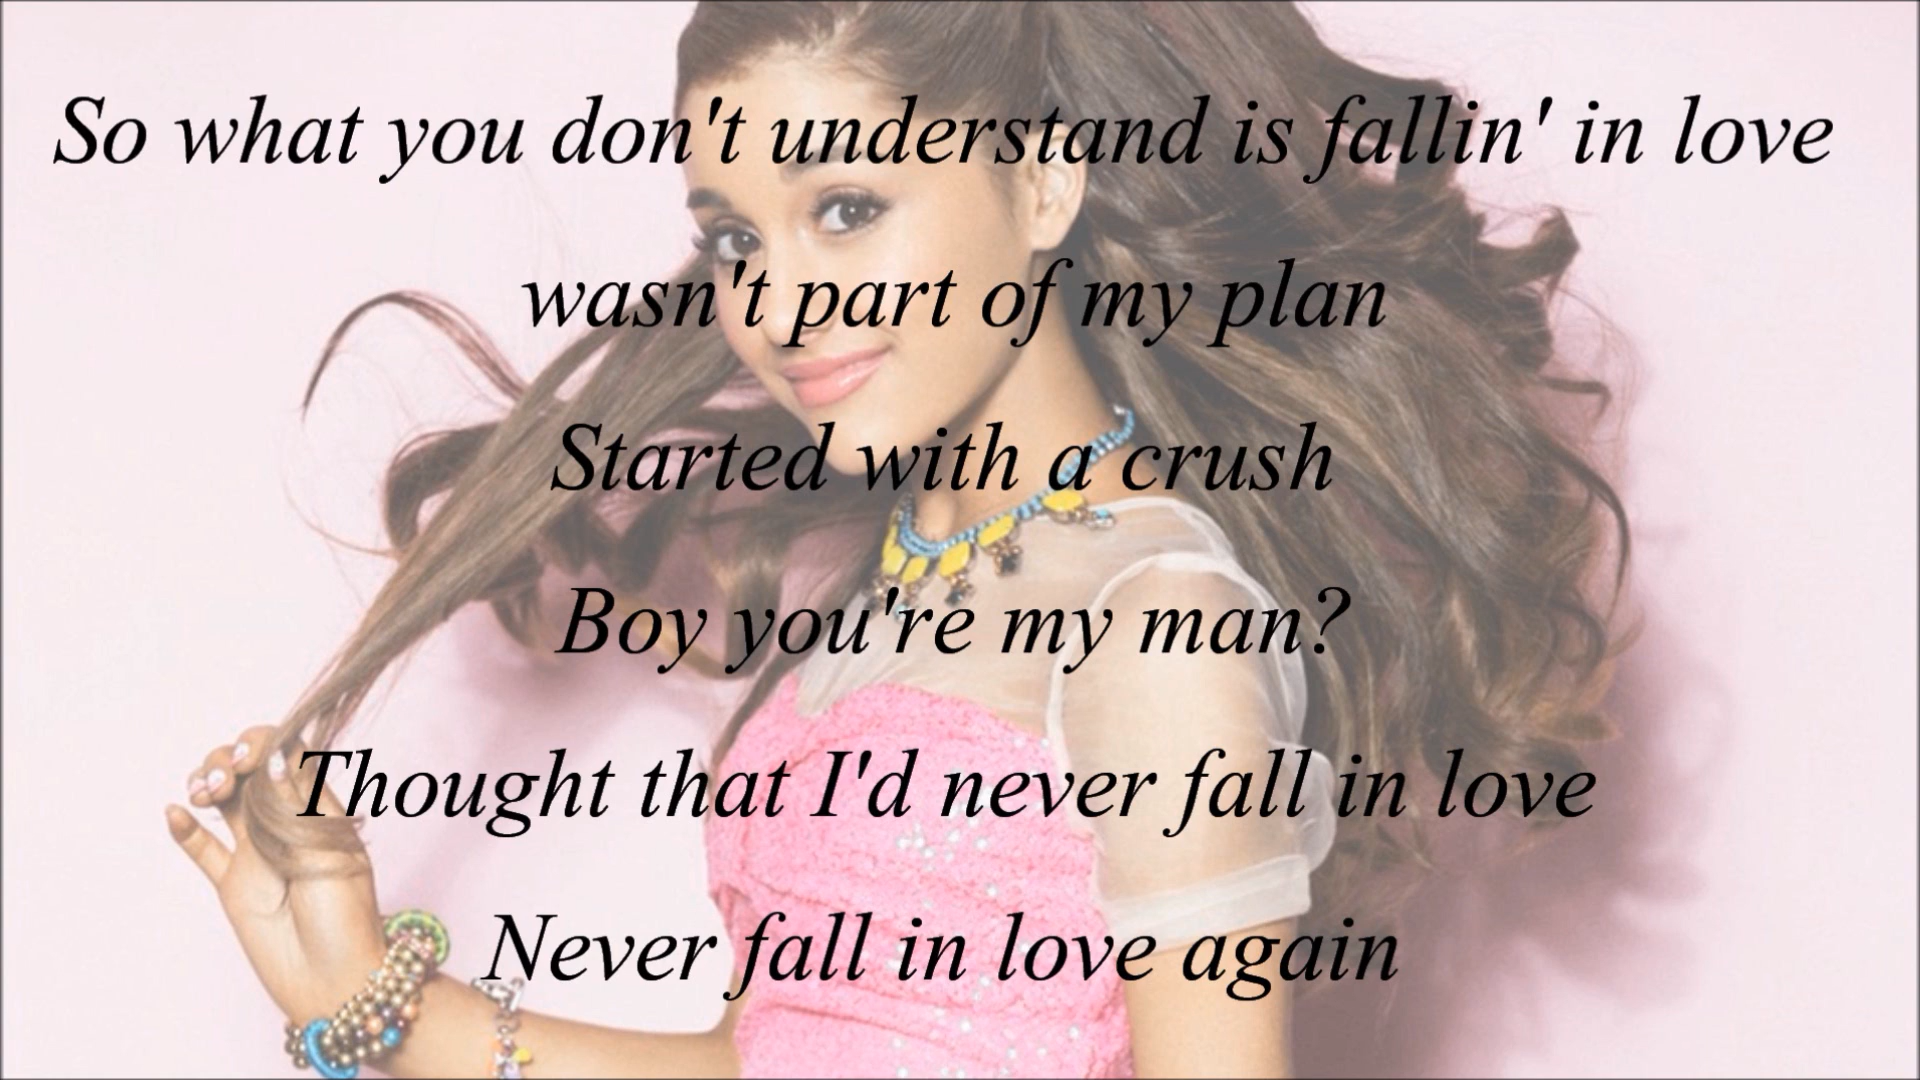 So what you don't understand is fallin' in love
wasn't part of my plan
Started with a crush
Boy you're my man?
Thought that I'd never fall in love
Never fall in love again